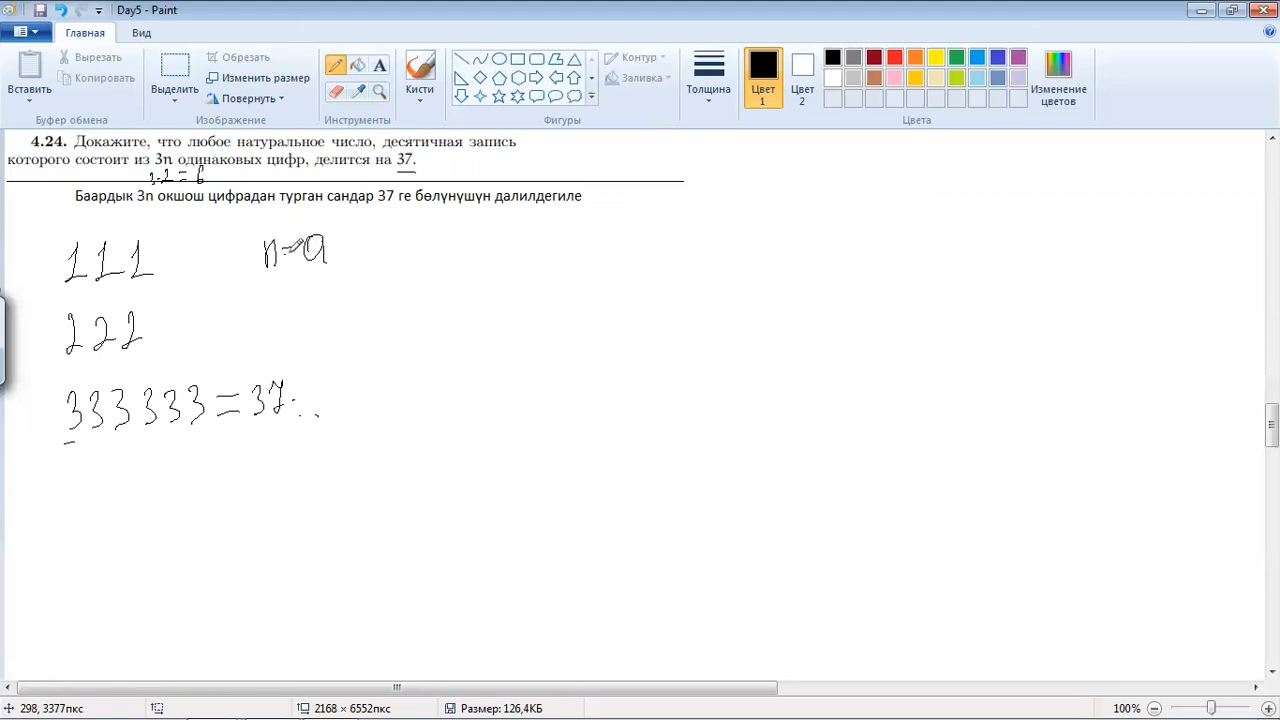 Day5 - Paint
Главная Вид
Вставить
Вырезать
Копировать
Буфер обмена
Выделить
Обрезать
Изменить размер
Повернуть
Изображение
Инструменты
Кисти
Контур
Заливка
Фигуры
Толщина
Цвет 1
Цвет 2
Изменение цветов
Цвета
4.24. Докажите, что любое натуральное число, десятичная запись
которого состоит из 3n одинаковых цифр, делится на 37.
Баардык 3n окшош цифрадан турган сандар 37 ге бөлүнүшүн далилдегиле
111
222
333333=37
298, 3377пкс 2168 × 6552пкс Размер: 126,4КБ 100%